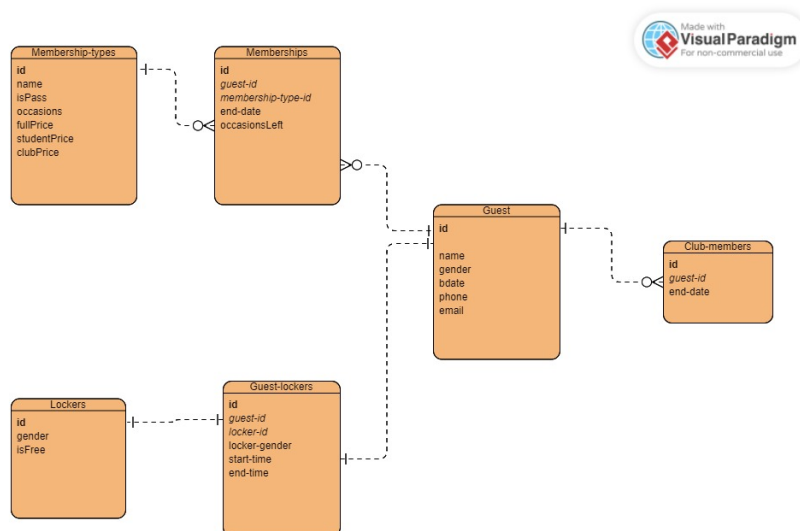 Made with
Visual Paradigm
For non-commercial use
Membership-types
id
name
isPass
occasions
fullPrice
studentPrice
clubPrice
Memberships
id
guest-id
membership-type-id
end-date
occasionsLeft
Guest
id
name
gender
bdate
phone
email
Club-members
id
guest-id
end-date
Lockers
id
gender
isFree
Guest-lockers
id
guest-id
locker-id
locker-gender
start-time
end-time